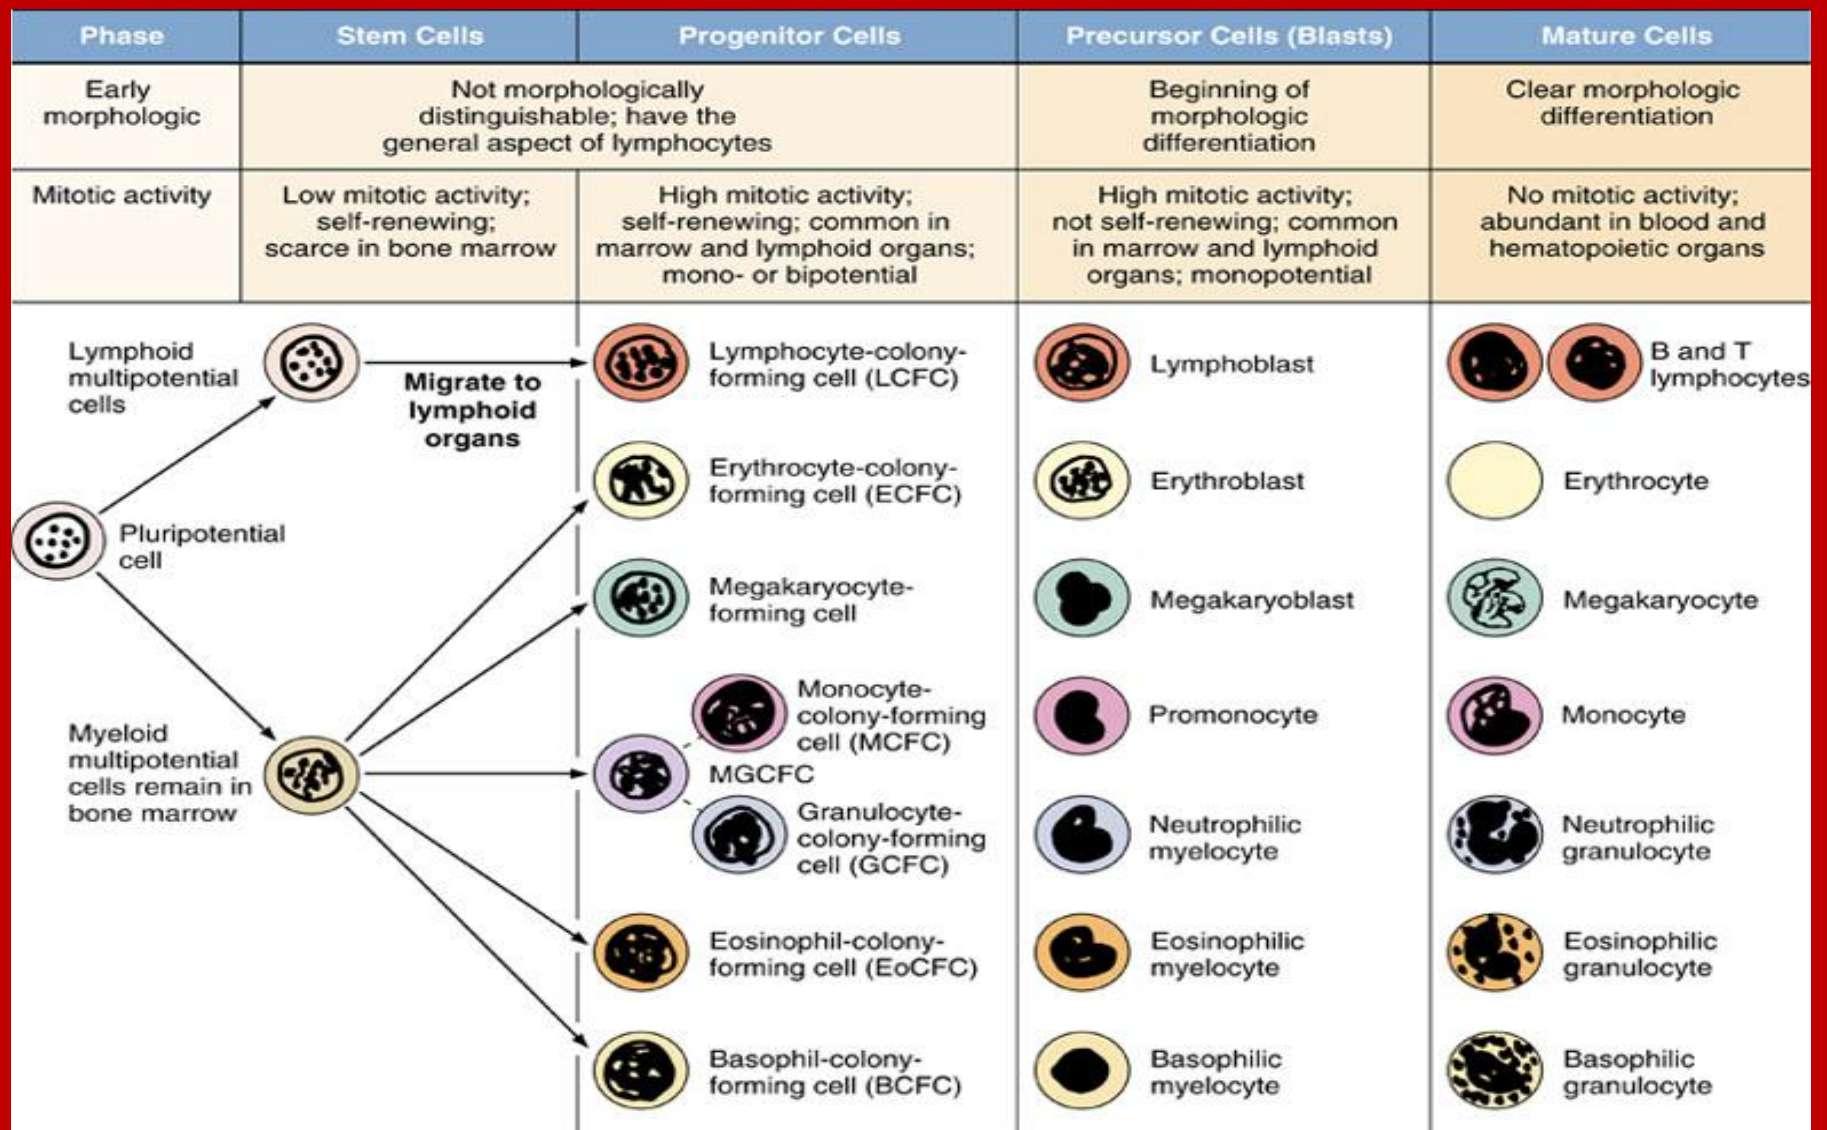 Phase
Stem Cells
Progenitor Cells
Precursor Cells (Blasts)
Mature Cells
Early
morphologic
Not morphologically
distinguishable; have the
general aspect of lymphocytes
Beginning of
morphologic
differentiation
Clear morphologic
differentiation
Mitotic activity
Low mitotic activity;
self-renewing;
scarce in bone marrow
High mitotic activity;
self-renewing; common in
marrow and lymphoid organs;
mono- or bipotential
High mitotic activity;
not self-renewing; common
in marrow and lymphoid
organs; monopotential
No mitotic activity;
abundant in blood and
hematopoietic organs
Lymphoid
multipotential
cells
Migrate to
lymphoid
organs
Lymphocyte-colony-
forming cell (LCFC)
Lymphoblast
B and T
lymphocytes
Erythrocyte-colony-
forming cell (ECFC)
Erythroblast
Erythrocyte
Pluripotential
cell
Megakaryocyte-
forming cell
Megakaryoblast
Megakaryocyte
Myeloid
multipotential
cells remain in
bone marrow
Monocyte-
colony-forming
cell (MCFC)
MGCFC
Granulocyte-
colony-forming
cell (GCFC)
Promonocyte
Monocyte
Neutrophilic
myelocyte
Neutrophilic
granulocyte
Eosinophil-colony-
forming cell (EoCFC)
Eosinophilic
myelocyte
Eosinophilic
granulocyte
Basophil-colony-
forming cell (BCFC)
Basophilic
myelocyte
Basophilic
granulocyte